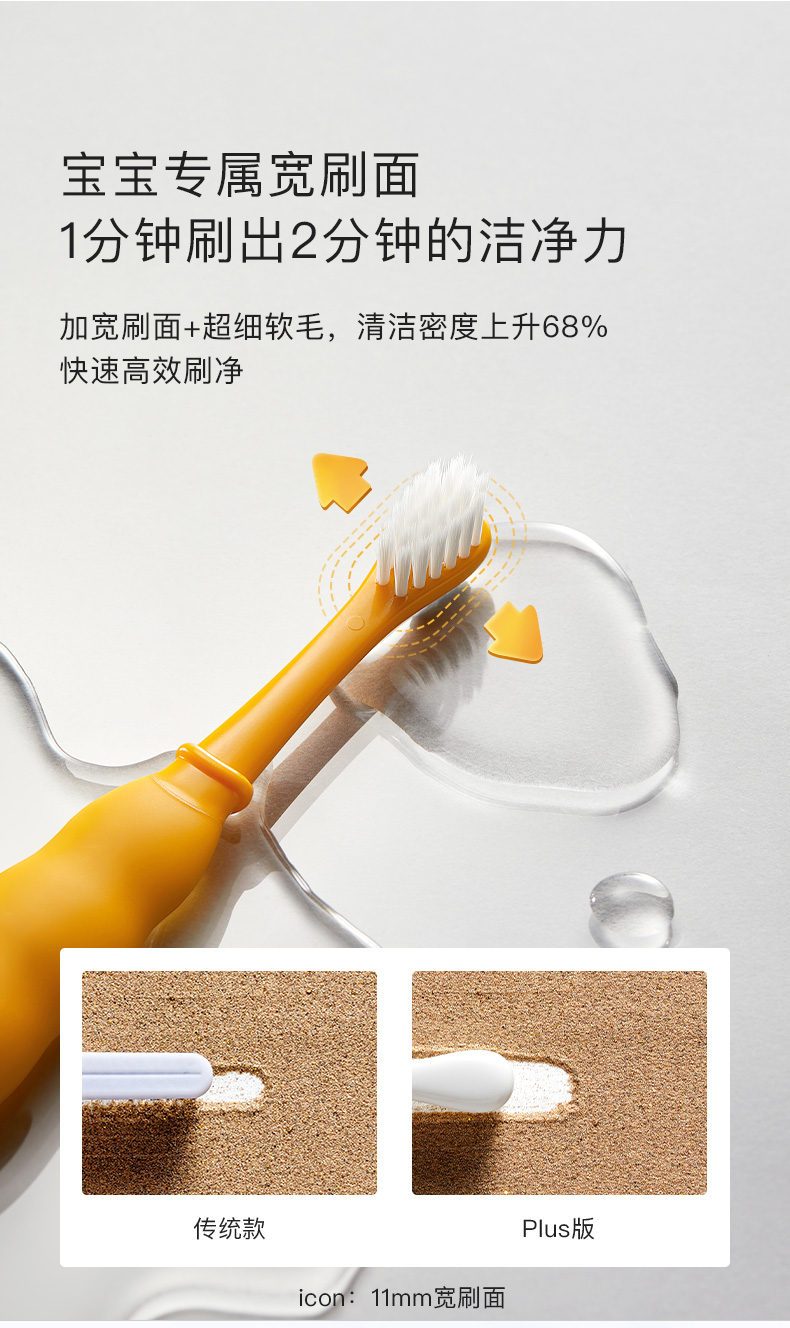 宝宝专属宽刷面
1分钟刷出2分钟的洁净力
加宽刷面+超细软毛，清洁密度上升68%
快速高效刷净
传统款
Plus版
icon：11mm宽刷面